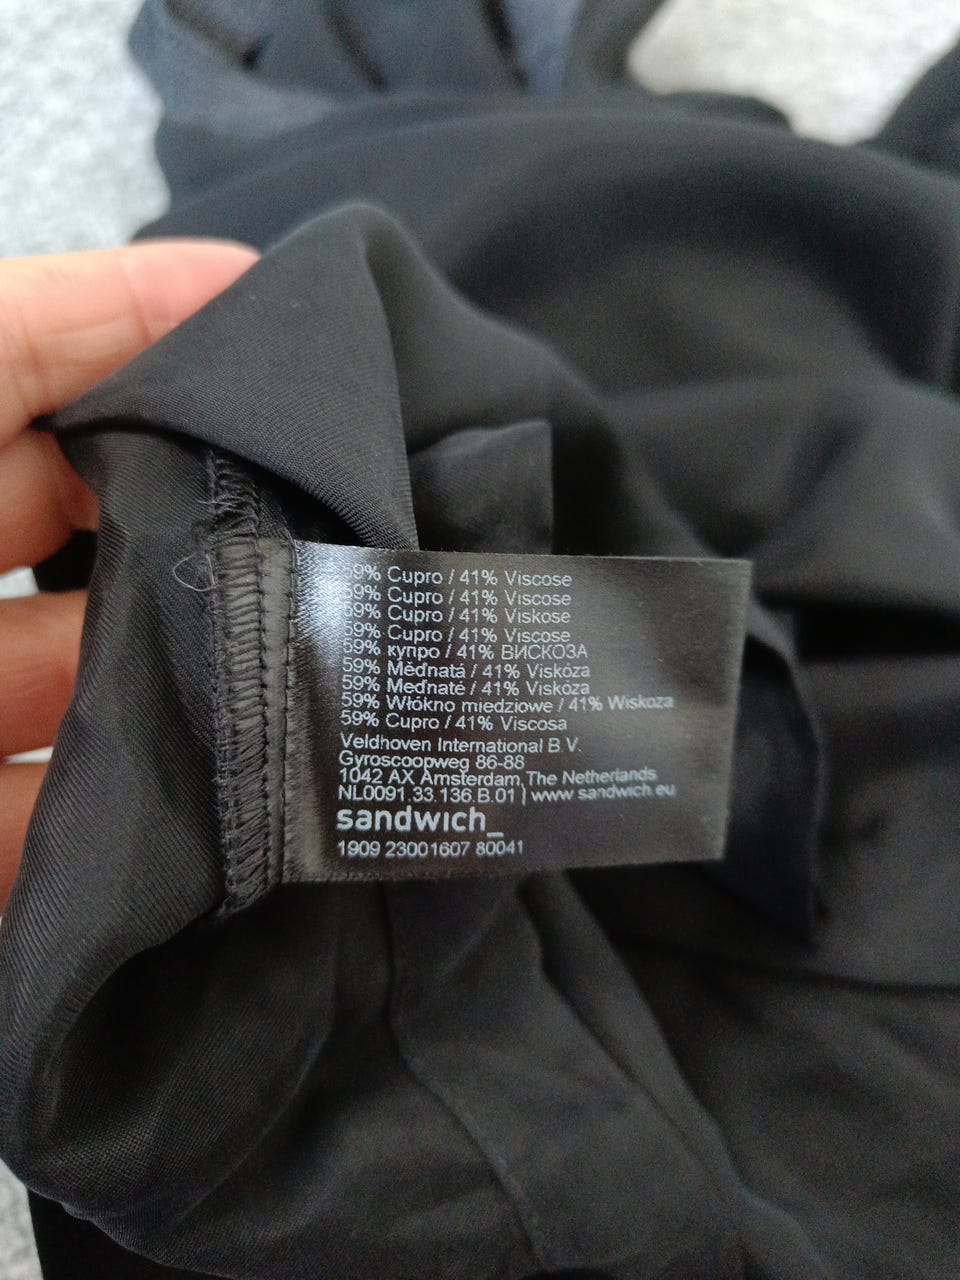 59% Cupro / 41% Viscose
59% Cupro / 41% Viscose
59% Cupro / 41% Viskose
59% Cupro / 41% Viscose
59% купро / 41% ВИСКОЗА
59% Měďnatá / 41% Viskóza
59% Meďnaté / 41% Viskóza
59% Włókno miedziowe / 41% Wiskoza
59% Cupro / 41% Viscosa
Veldhoven International B.V.
Gyroscoopweg 86-88
1042 AX Amsterdam,The Netherlands
NL0091.33.136.B.01 | www.sandwich.eu
sandwich_
1909 23001607 80041